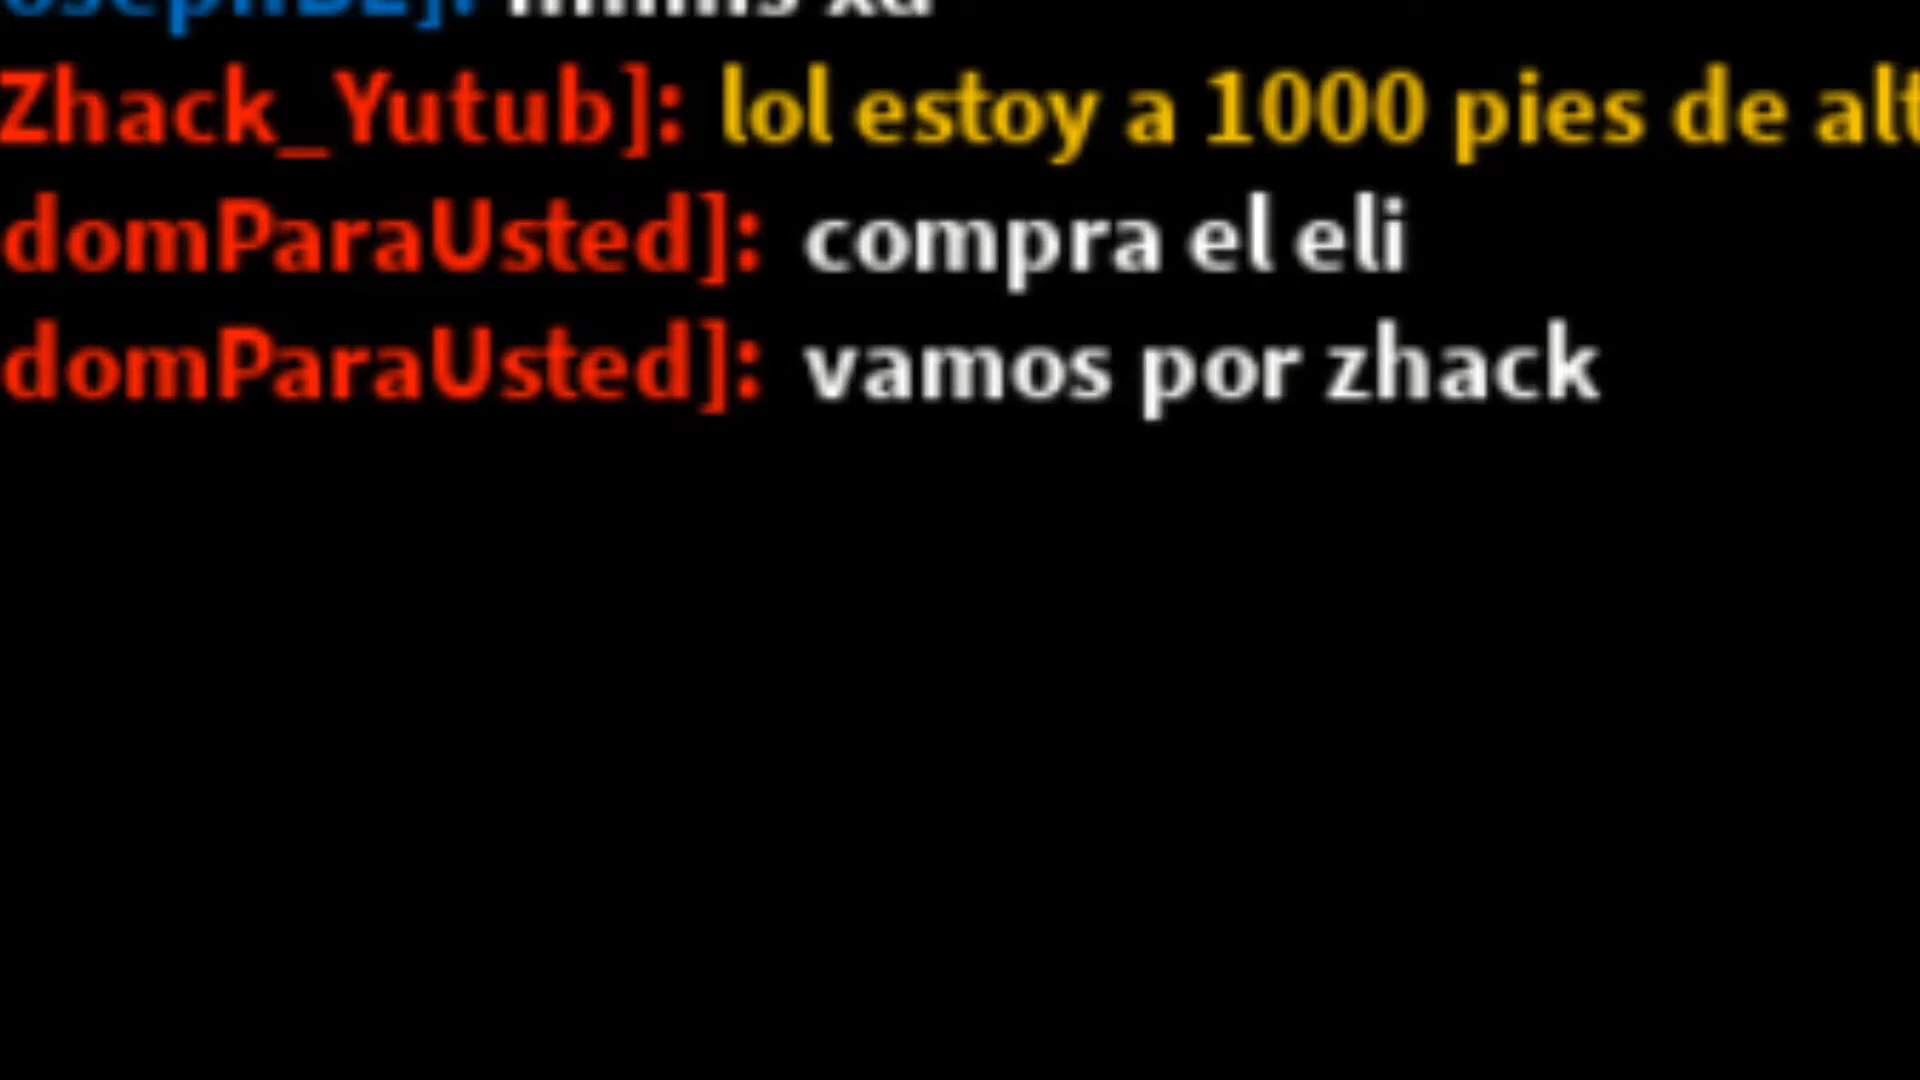 Zhack_Yutub]: lol estoy a 1000 pies de alt
domParaUsted]: compra el eli
domParaUsted]: vamos por zhack